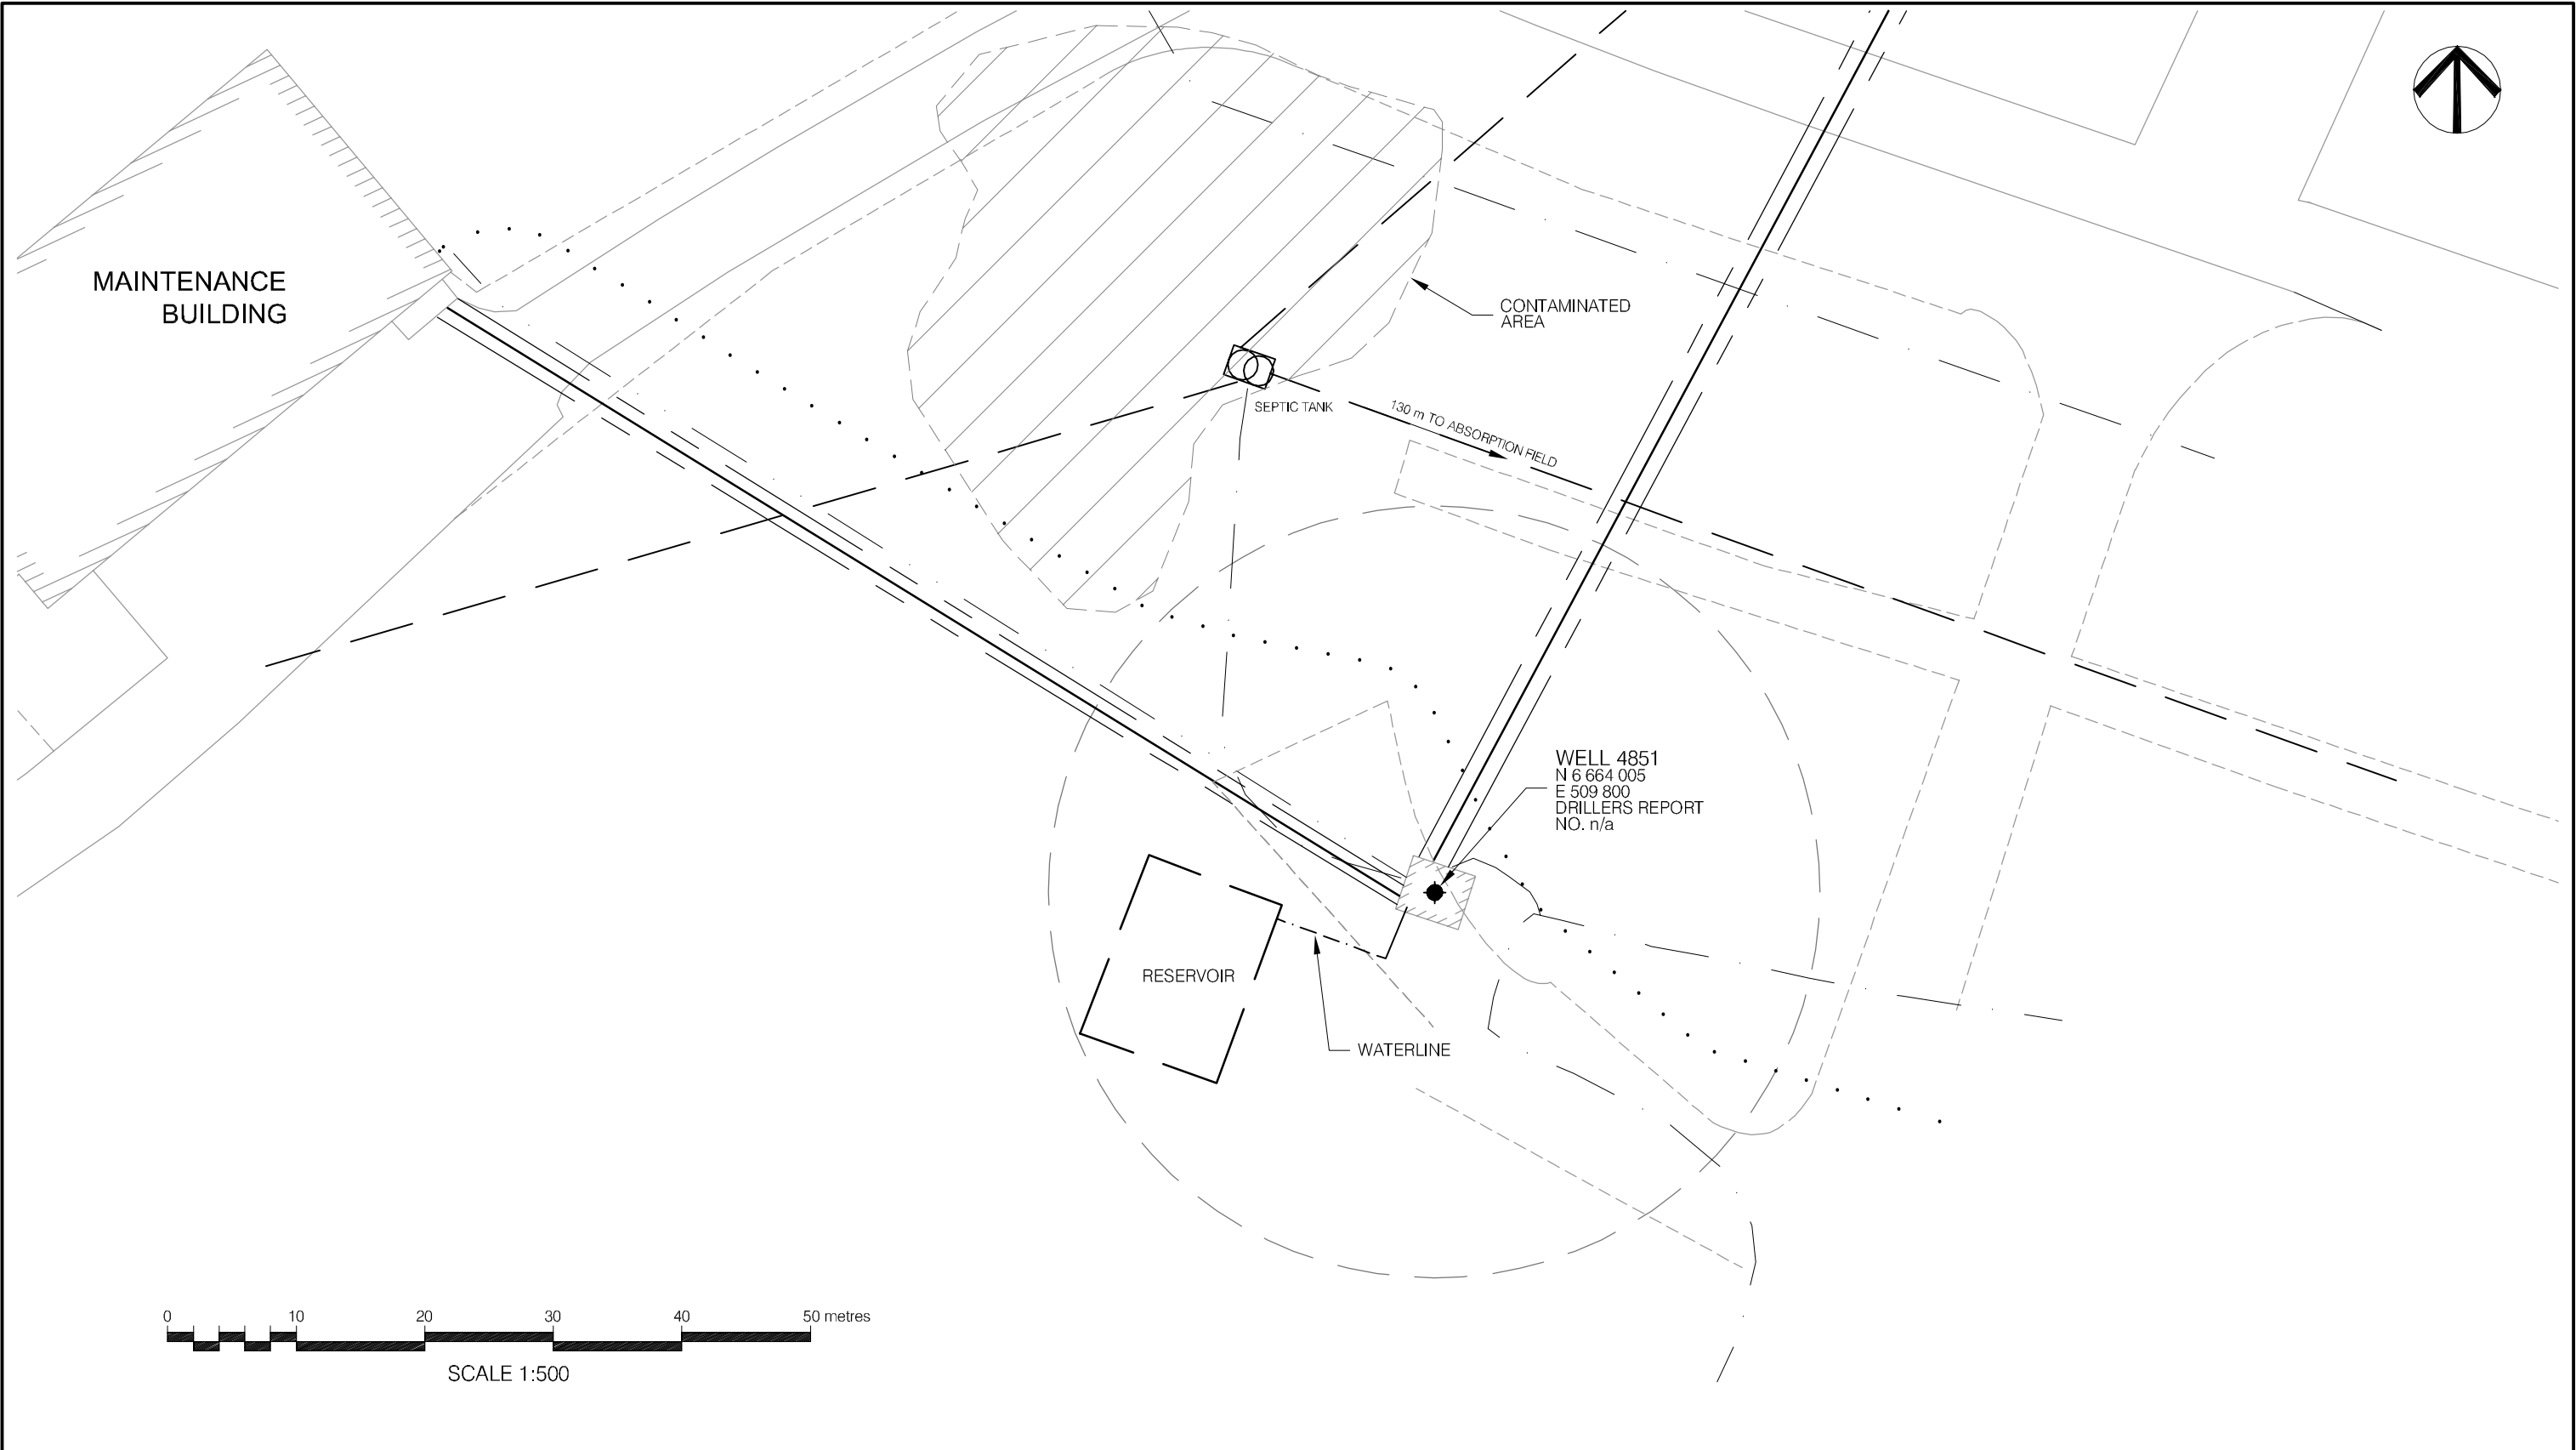 MAINTENANCE
BUILDING
CONTAMINATED
AREA
SEPTIC TANK
130 m TO ABSORPTION FIELD
WELL 4851
N 6 664 005
E 509 800
DRILLERS REPORT
NO. n/a
RESERVOIR
WATERLINE
0 10 20 30 40 50 metres
SCALE 1:500